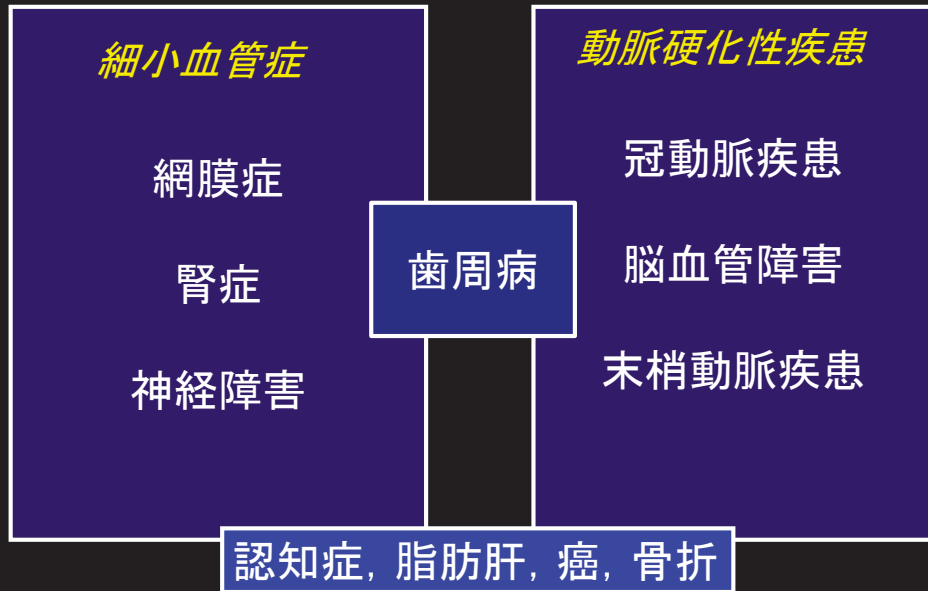 細小血管症
網膜症
腎症
神経障害
歯周病
動脈硬化性疾患
冠動脈疾患
脳血管障害
末梢動脈疾患
認知症, 脂肪肝, 癌, 骨折